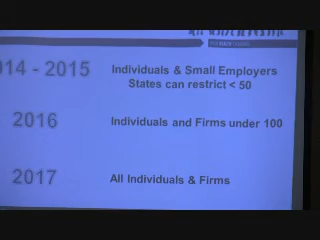 014 - 2015
Individuals & Small Employers
States can restrict < 50
2016
Individuals and Firms under 100
2017
All Individuals & Firms